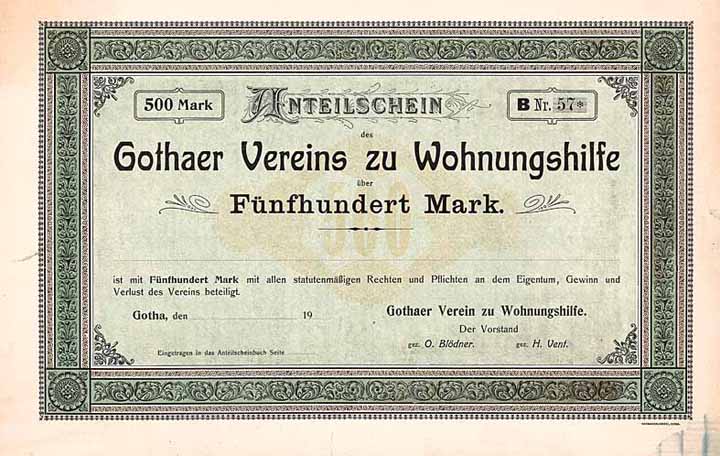 500 Mark ANTEILSCHEIN B Nr. 57*
des
Gothaer Vereins zu Wohnungshilfe
über
Fünfhundert Mark.
500
ist mit Fünfhundert Mark mit allen statutenmäßigen Rechten und Pflichten an dem Eigentum, Gewinn und
Verlust des Vereins beteiligt.
Gotha, den 19
Gothaer Verein zu Wohnungshilfe.
Der Vorstand
gez. O. Blödner. gez. H. Vent.
Eingetragen in das Anteilscheinbuch Seite